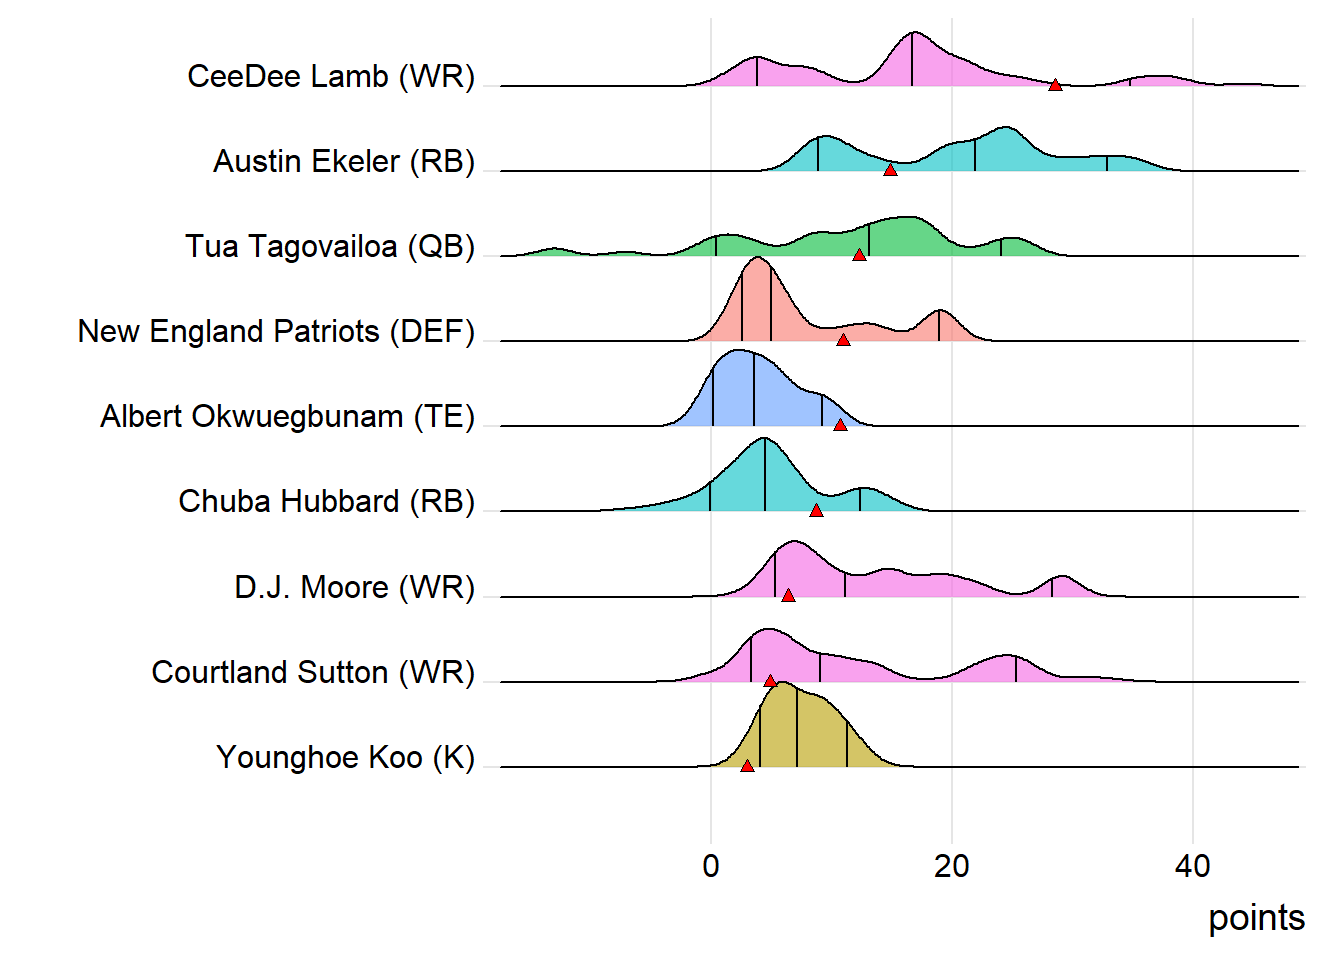 CeeDee Lamb (WR)
Austin Ekeler (RB)
Tua Tagovailoa (QB)
New England Patriots (DEF)
Albert Okwuegbunam (TE)
Chuba Hubbard (RB)
D.J. Moore (WR)
Courtland Sutton (WR)
Younghoe Koo (K)
0 20 40
points